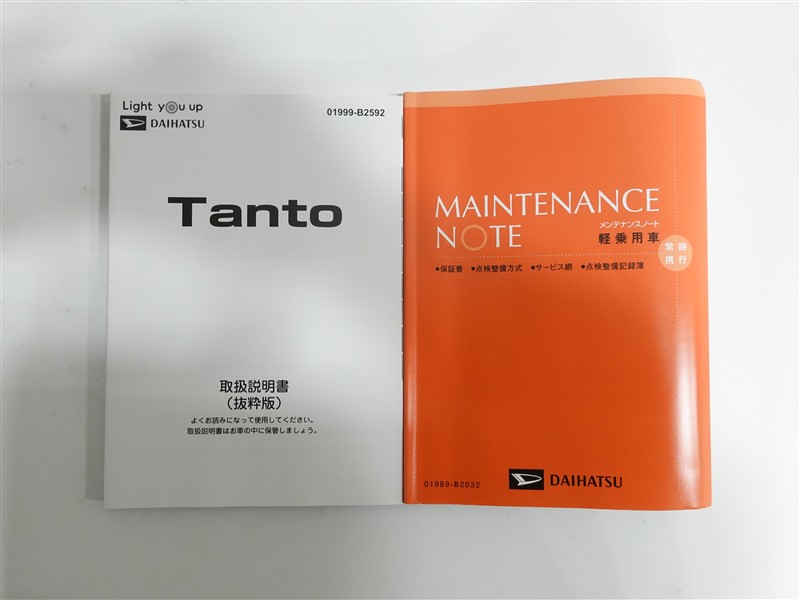 Light you up
DAIHATSU
01999-B2592
Tanto
取扱説明書
（抜粋版）
よくお読みになって使用してください。
取扱説明書はお車の中に保管しましょう。
MAINTENANCE
NOTE
メンテナンスノート
軽乗用車
常時
携行
●保証書 ●点検整備方式 ●サービス網 ●点検整備記録簿
01989-B2032
DAIHATSU